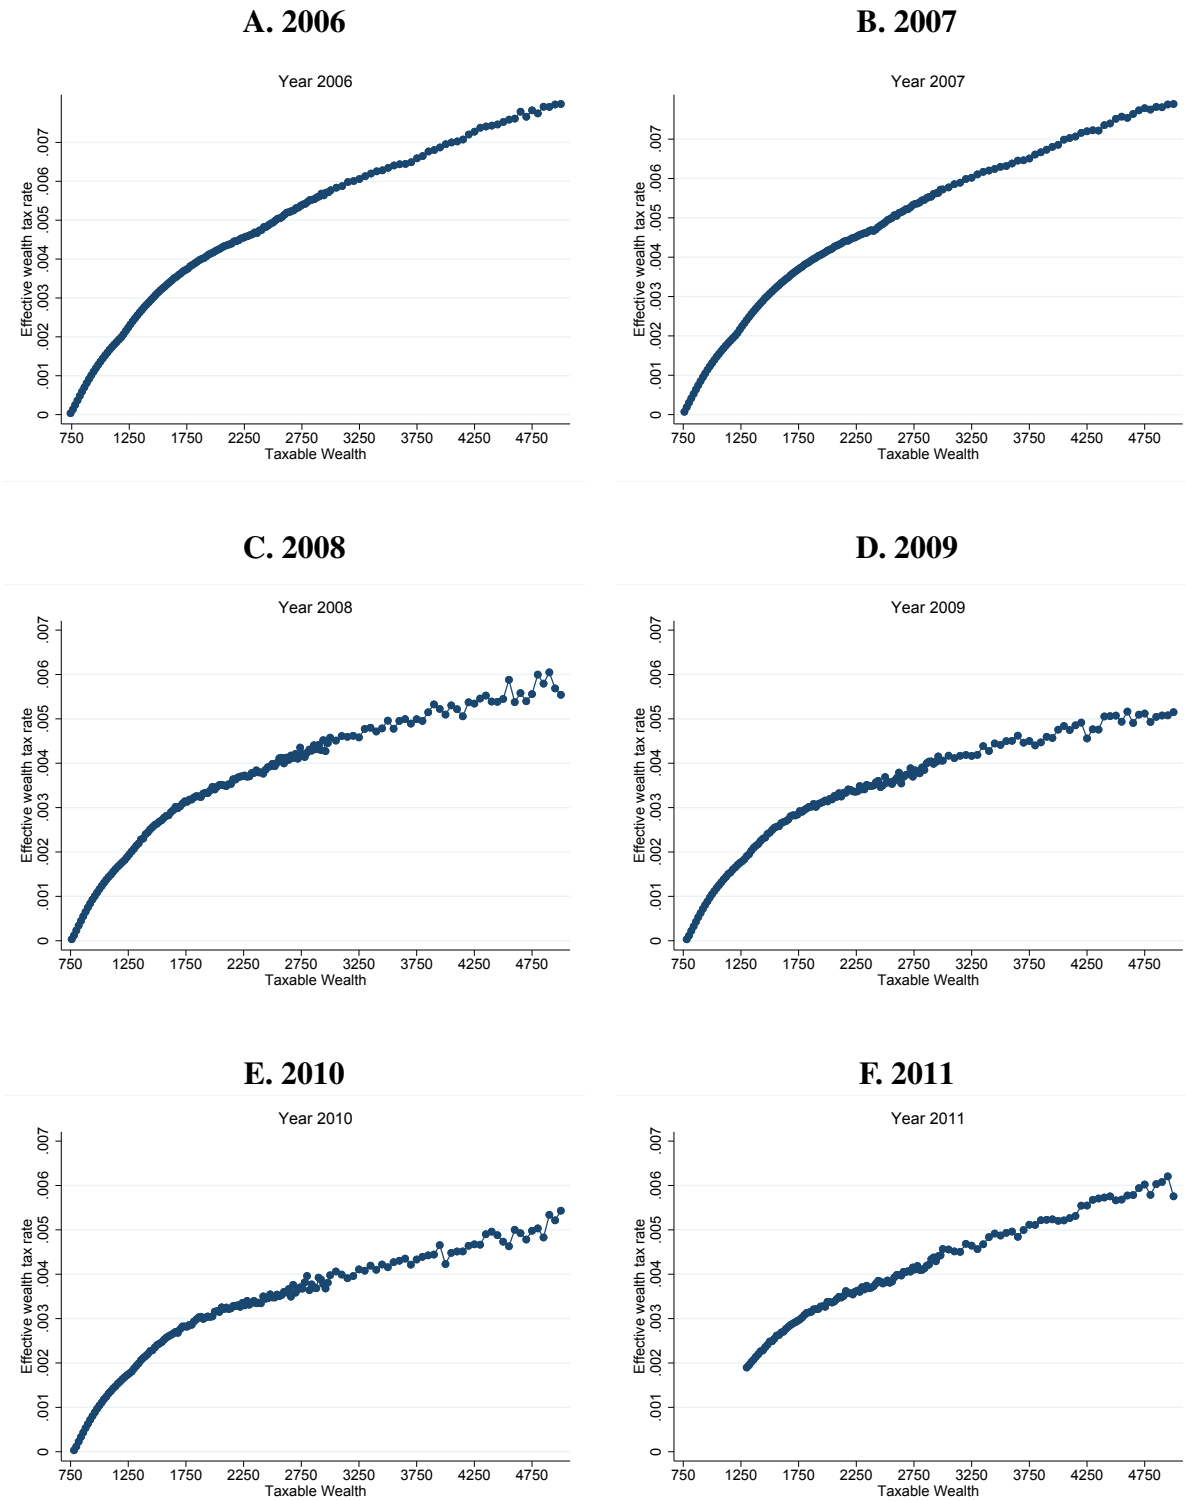 A. 2006
Year 2006
Effective wealth tax rate
.007
.006
.005
.004
.003
.002
.001
0
750 1250 1750 2250 2750 3250 3750 4250 4750
Taxable Wealth
B. 2007
Year 2007
Effective wealth tax rate
.007
.006
.005
.004
.003
.002
.001
0
750 1250 1750 2250 2750 3250 3750 4250 4750
Taxable Wealth
C. 2008
Year 2008
Effective wealth tax rate
.007
.006
.005
.004
.003
.002
.001
0
750 1250 1750 2250 2750 3250 3750 4250 4750
Taxable Wealth
D. 2009
Year 2009
Effective wealth tax rate
.007
.006
.005
.004
.003
.002
.001
0
750 1250 1750 2250 2750 3250 3750 4250 4750
Taxable Wealth
E. 2010
Year 2010
Effective wealth tax rate
.007
.006
.005
.004
.003
.002
.001
0
750 1250 1750 2250 2750 3250 3750 4250 4750
Taxable Wealth
F. 2011
Year 2011
Effective wealth tax rate
.007
.006
.005
.004
.003
.002
.001
0
750 1250 1750 2250 2750 3250 3750 4250 4750
Taxable Wealth